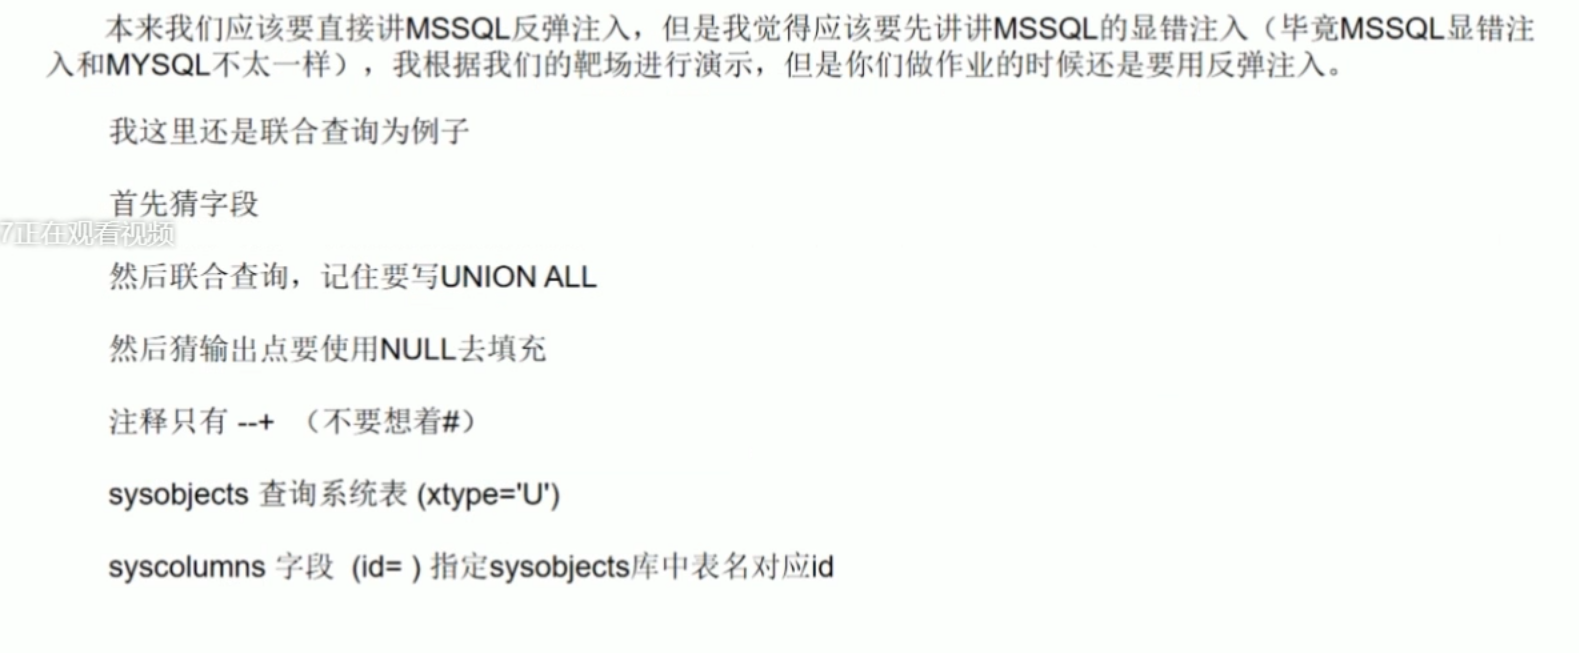 本来我们应该要直接讲MSSQL反弹注入，但是我觉得应该要先讲讲MSSQL的显错注入（毕竟MSSQL显错注
入和MYSQL不太一样），我根据我们的靶场进行演示，但是你们做作业的时候还是要用反弹注入。
我这里还是联合查询为例子
首先猜字段
7正在观看视频
然后联合查询，记住要写UNION ALL
然后猜输出点要使用NULL去填充
注释只有 --+ （不要想着#）
sysobjects 查询系统表 (xtype='U')
syscolumns 字段 (id= ) 指定sysobjects库中表名对应id